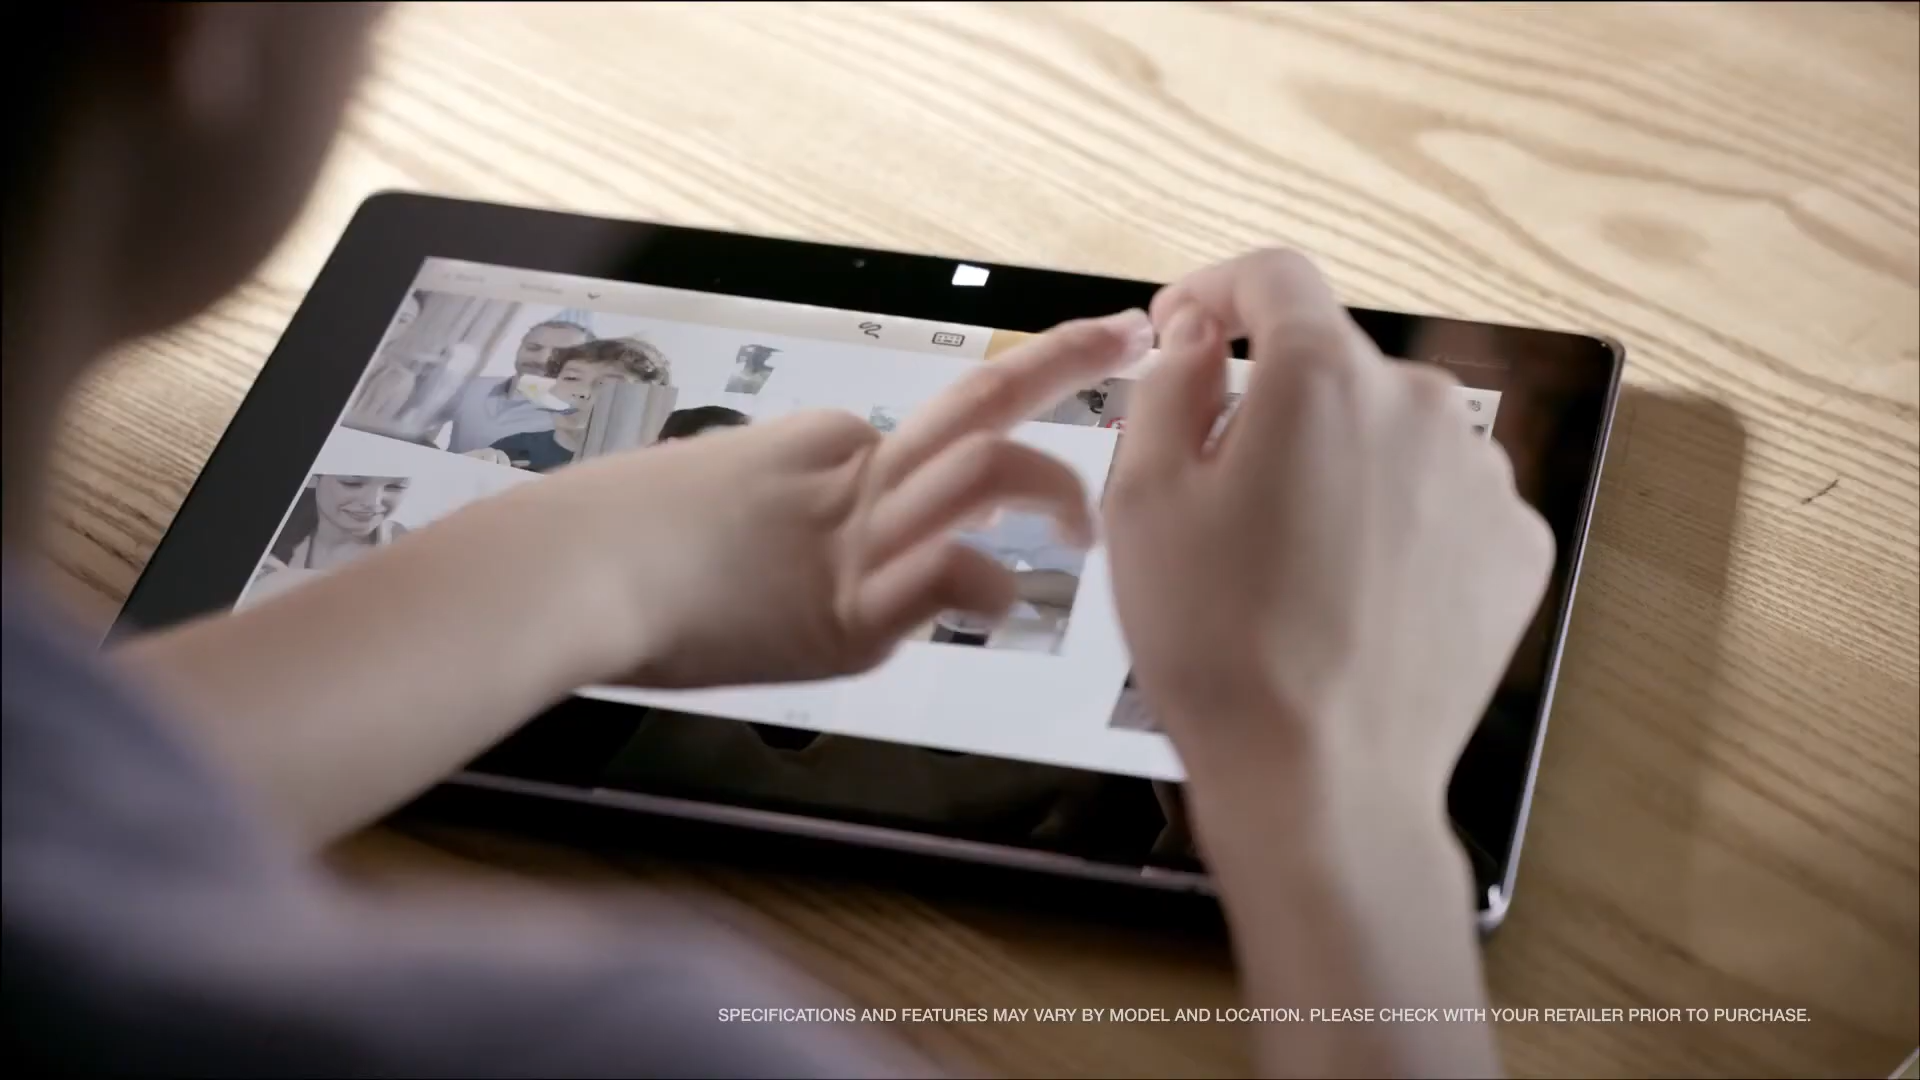 SPECIFICATIONS AND FEATURES MAY VARY BY MODEL AND LOCATION. PLEASE CHECK WITH YOUR RETAILER PRIOR TO PURCHASE.